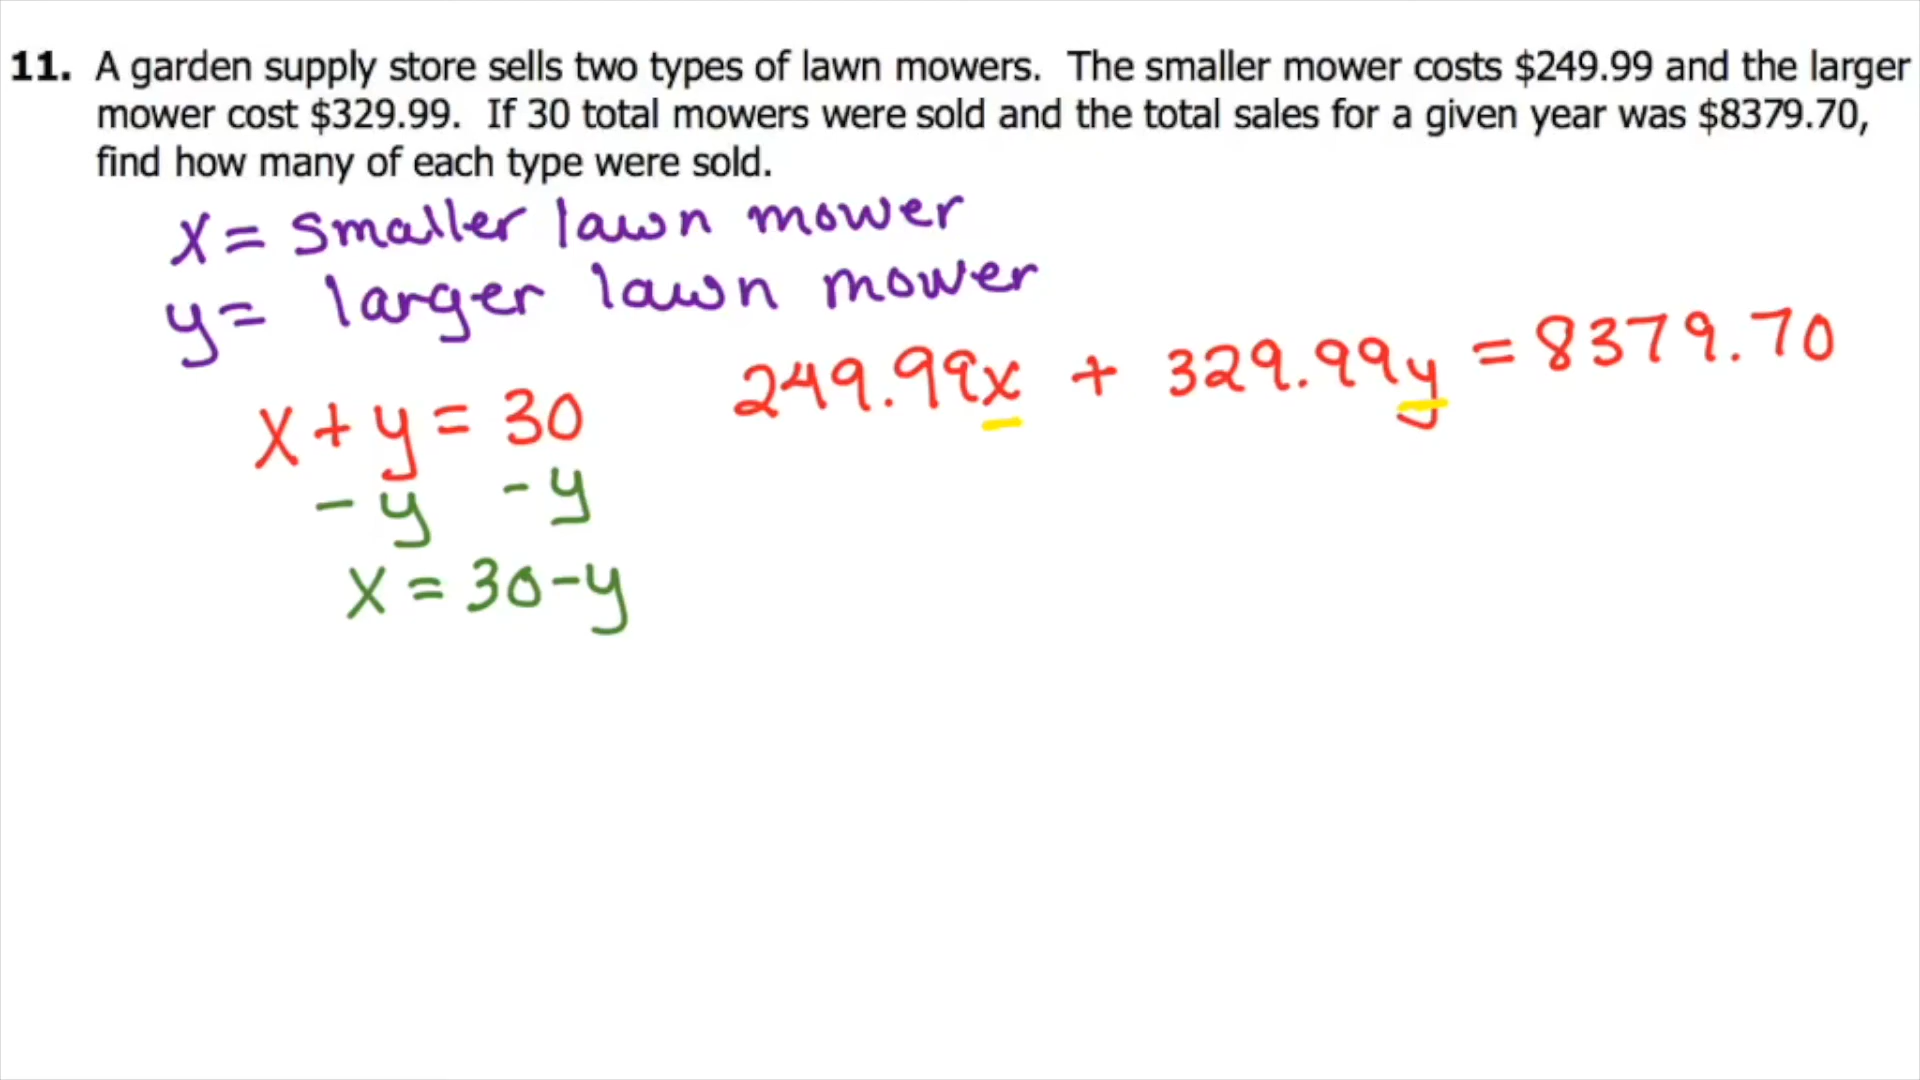 11. A garden supply store sells two types of lawn mowers. The smaller mower costs $249.99 and the larger
mower cost $329.99. If 30 total mowers were sold and the total sales for a given year was $8379.70,
find how many of each type were sold.
x = smaller lawn mower
y = larger lawn mower
249.99x + 329.99y = 8379.70
x + y = 30
- y - y
x = 30 - y